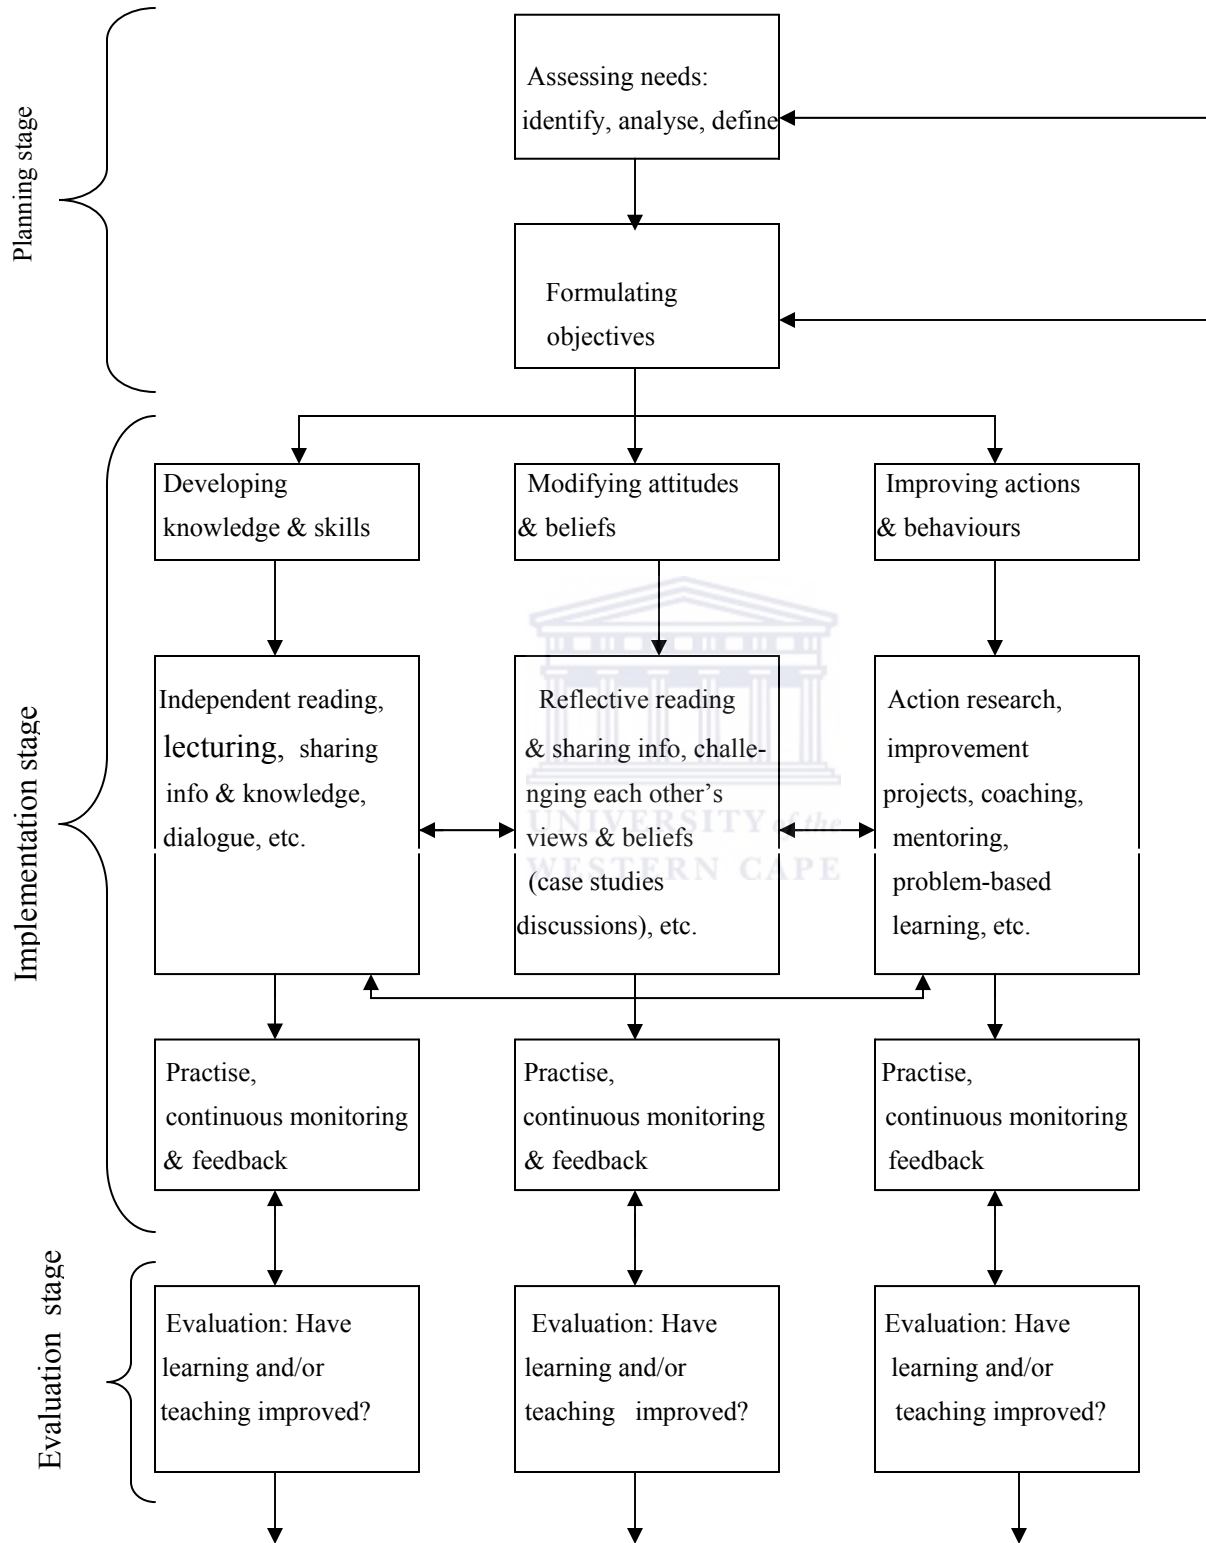 Planning stage
Assessing needs:
identify, analyse, define
Formulating
objectives
Implementation stage
Developing
knowledge & skills
Modifying attitudes
& beliefs
Improving actions
& behaviours
Independent reading,
lecturing, sharing
info & knowledge,
dialogue, etc.
Reflective reading
& sharing info, challe-
nging each other's
views & beliefs
(case studies
discussions), etc.
Action research,
improvement
projects, coaching,
mentoring,
problem-based
learning, etc.
UNIVERSITY of the
WESTERN CAPE
Practise,
continuous monitoring
& feedback
Practise,
continuous monitoring
& feedback
Practise,
continuous monitoring
feedback
Evaluation stage
Evaluation: Have
learning and/or
teaching improved?
Evaluation: Have
learning and/or
teaching improved?
Evaluation: Have
learning and/or
teaching improved?